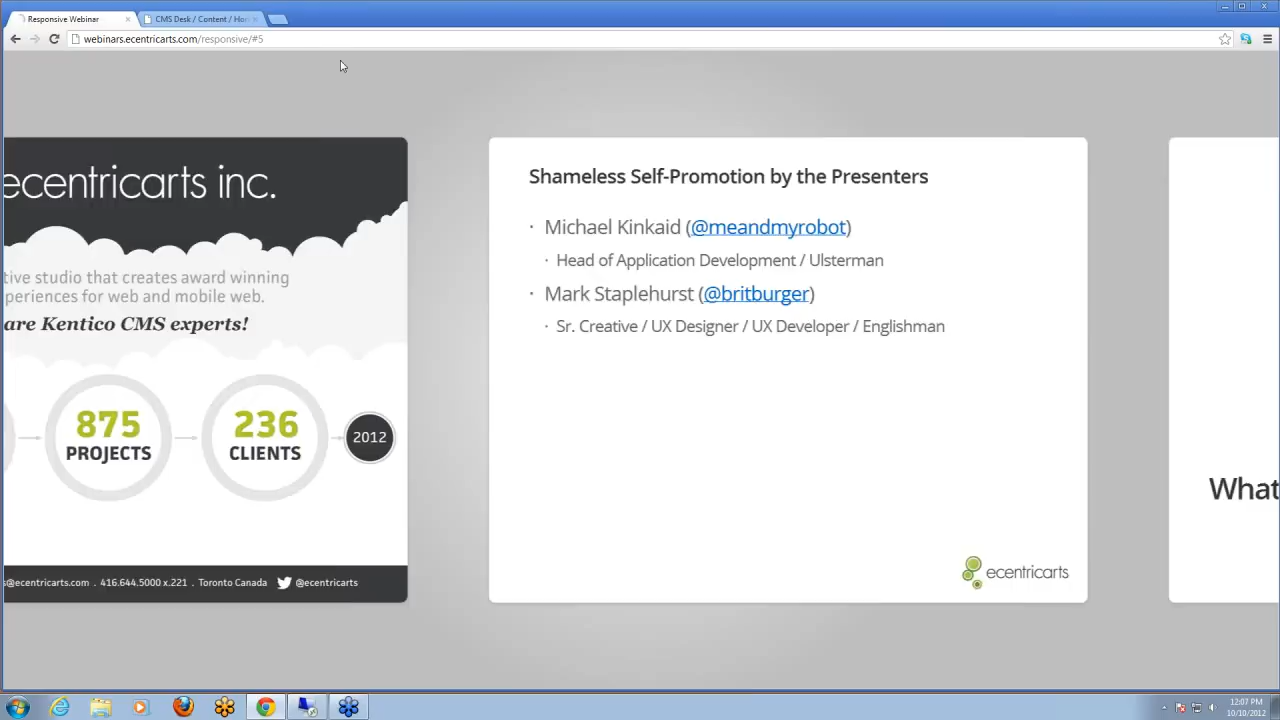 Responsive Webinar
CMS Desk / Content / Ho
webinars.ecentricarts.com/responsive/#5
ecentricarts inc.
tive studio that creates award winning
periences for web and mobile web.
are Kentico CMS experts!
875
PROJECTS
236
CLIENTS
2012
s@ecentricarts.com . 416.644.5000 x.221 . Toronto Canada @ecentricarts
Shameless Self-Promotion by the Presenters
· Michael Kinkaid (@meandmyrobot)
· Head of Application Development / Ulsterman
· Mark Staplehurst (@britburger)
· Sr. Creative / UX Designer / UX Developer / Englishman
ecentricarts
What
12:07 PM
10/10/2012